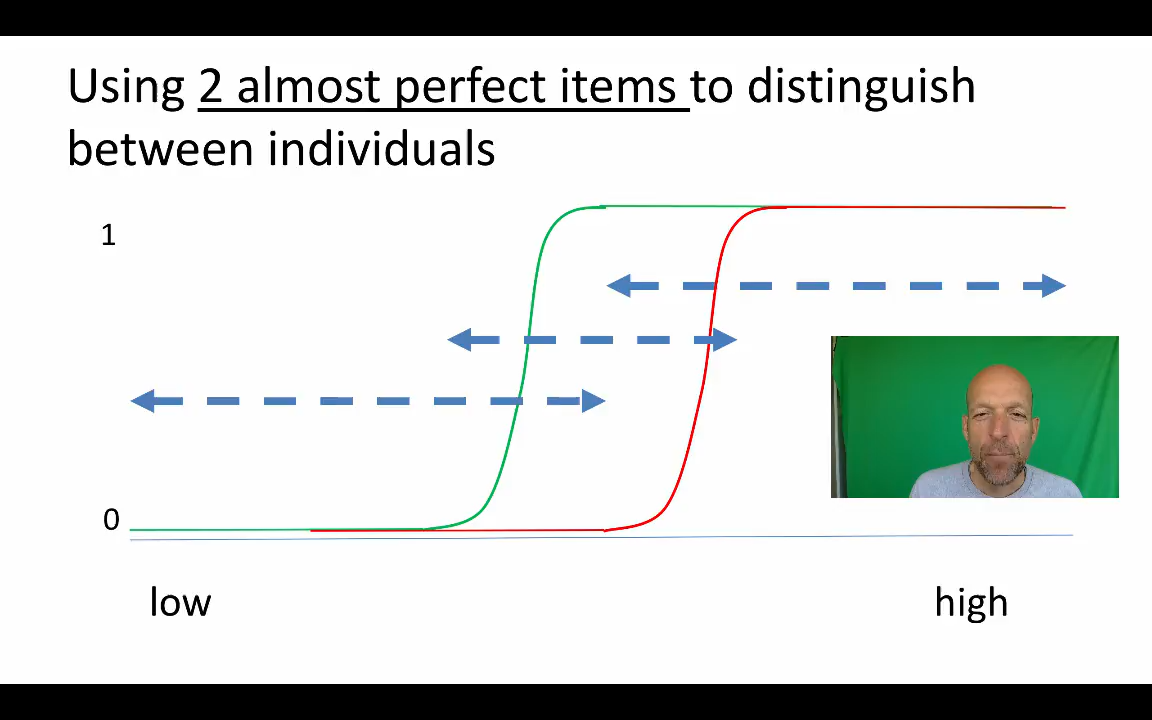 Using 2 almost perfect items to distinguish
between individuals
1
0
low
high